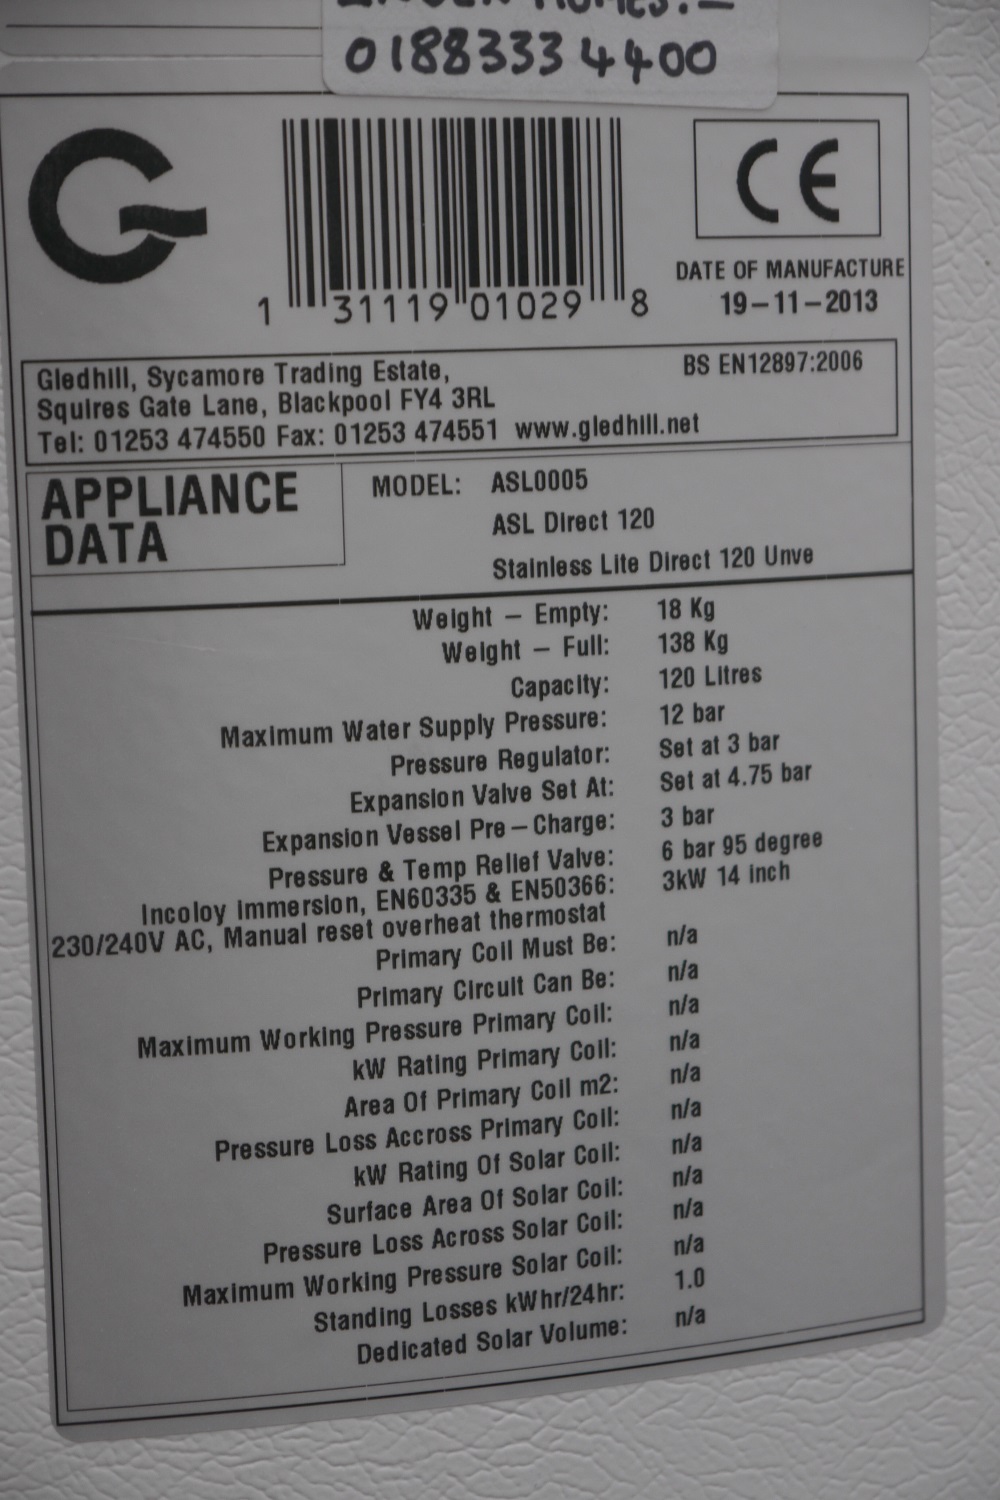 01883334400
CE
DATE OF MANUFACTURE
19-11-2013
1 31119 01029 8
Gledhill, Sycamore Trading Estate,
BS EN12897:2006
Squires Gate Lane, Blackpool FY4 3RL
Tel: 01253 474550 Fax: 01253 474551 www.gledhill.net
APPLIANCE
DATA
MODEL: ASL0005
ASL Direct 120
Stainless Lite Direct 120 Unve
Weight - Empty: 18 Kg
Weight - Full: 138 Kg
Capacity: 120 Litres
Maximum Water Supply Pressure: 12 bar
Pressure Regulator: Set at 3 bar
Expansion Valve Set At: Set at 4.75 bar
Expansion Vessel Pre-Charge: 3 bar
Pressure & Temp Relief Valve: 6 bar 95 degree
Incoloy Immersion, EN60335 & EN50366: 3kW 14 inch
230/240V AC, Manual reset overheat thermostat
Primary Coil Must Be: n/a
Primary Circuit Can Be: n/a
Maximum Working Pressure Primary Coil: n/a
kW Rating Primary Coil: n/a
Area Of Primary Coil m2: n/a
Pressure Loss Accross Primary Coil: n/a
kW Rating Of Solar Coil: n/a
Surface Area Of Solar Coil: n/a
Pressure Loss Across Solar Coil: n/a
Maximum Working Pressure Solar Coil: n/a
Standing Losses kWhr/24hr: 1.0
Dedicated Solar Volume: n/a